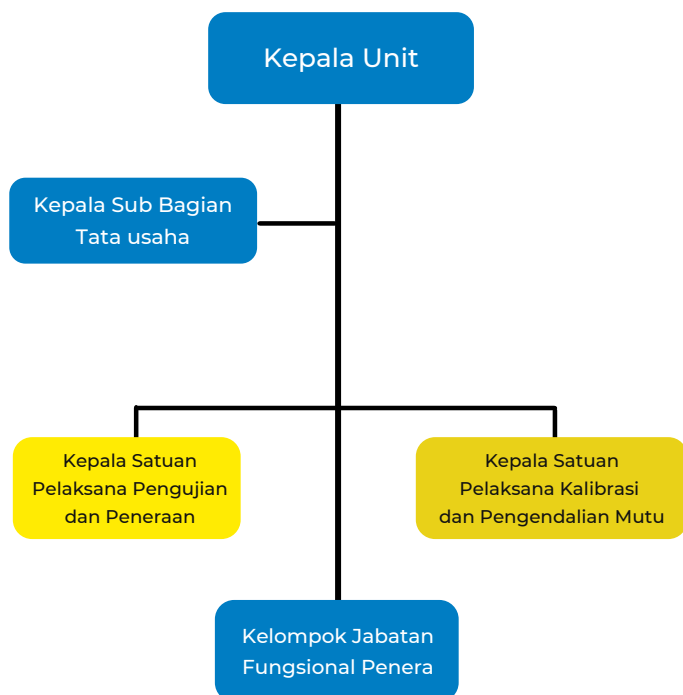 Kepala Unit
Kepala Sub Bagian
Tata usaha
Kepala Satuan
Pelaksana Pengujian
dan Peneraan
Kepala Satuan
Pelaksana Kalibrasi
dan Pengendalian Mutu
Kelompok Jabatan
Fungsional Penera